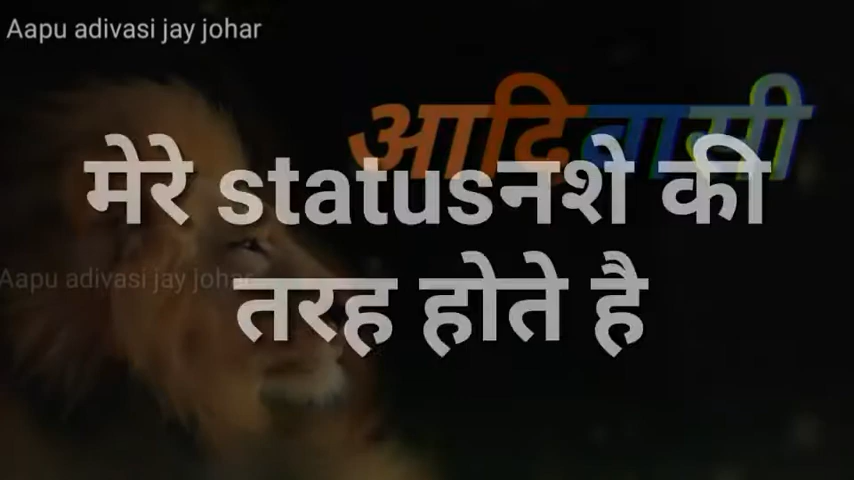 Aapu adivasi jay johar
आदिवासी
मेरे statusनशे की
Aapu adivasi jay johar
तरह होते है